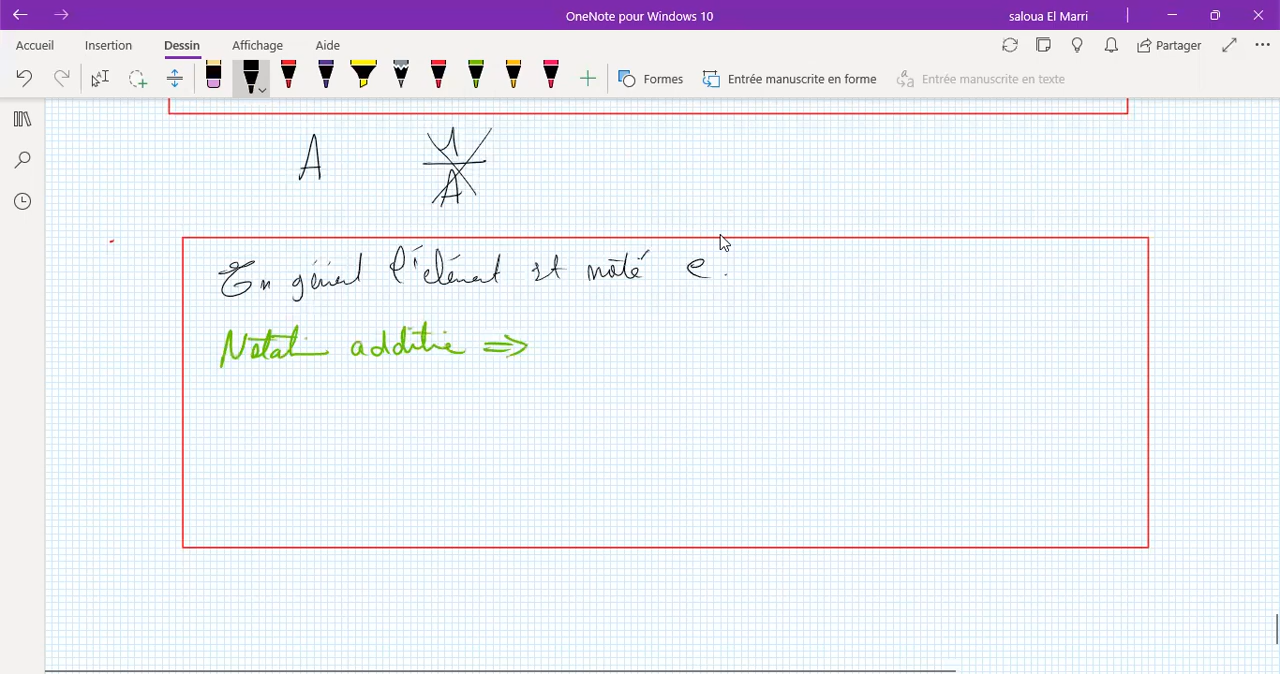 OneNote pour Windows 10
saloua El Marri
Accueil Insertion Dessin Affichage Aide
Partager
Formes Entrée manuscrite en forme Entrée manuscrite en texte
A 1/A
En général l'élément est noté e.
Notation additive ⇒